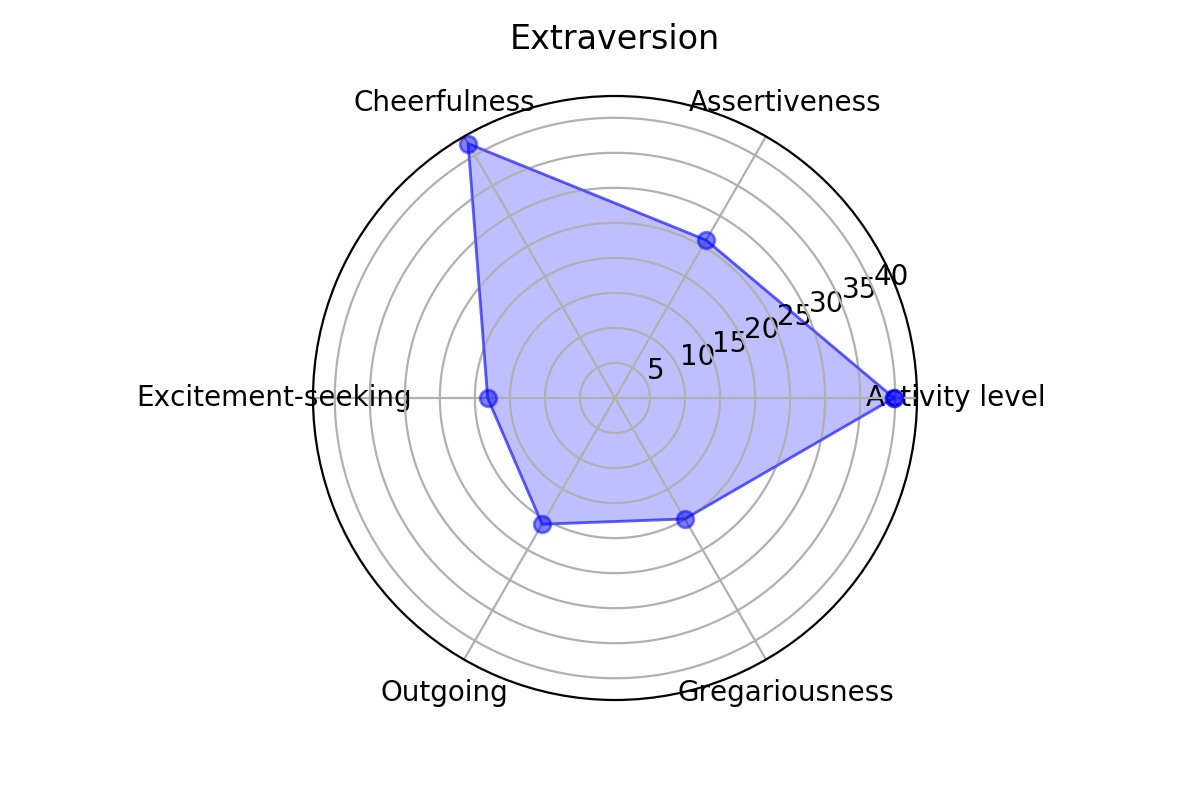 Extraversion
Cheerfulness
Assertiveness
40
35
30
25
20
15
10
5
Excitement-seeking
Activity level
Outgoing
Gregariousness